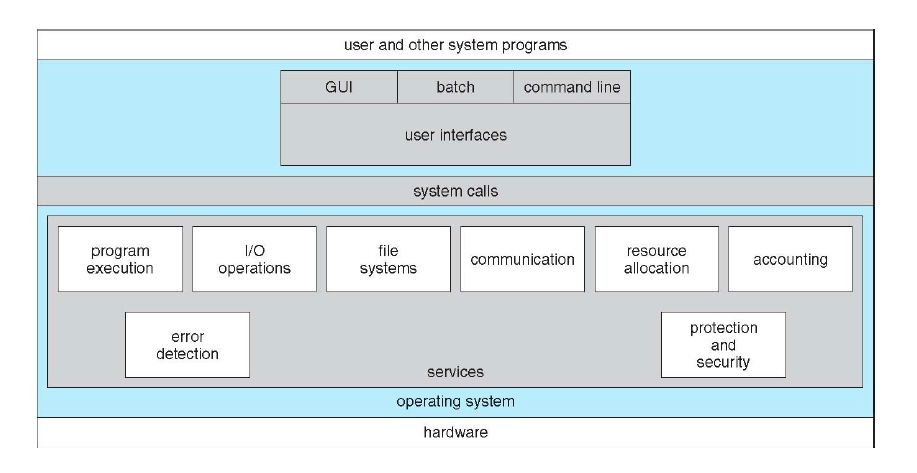 user and other system programs
GUI
batch
command line
user interfaces
system calls
program
execution
I/O
operations
file
systems
communication
resource
allocation
accounting
error
detection
protection
and
security
services
operating system
hardware